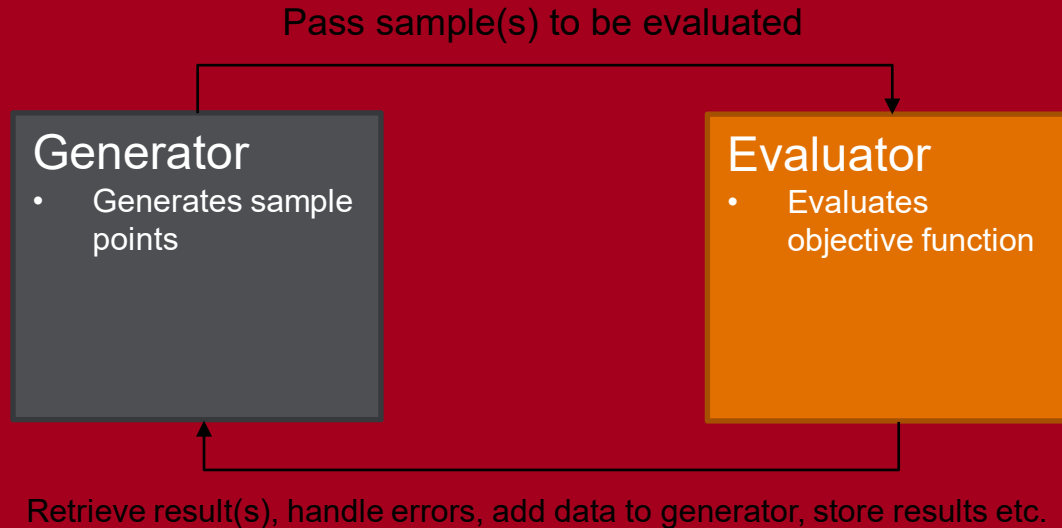 Pass sample(s) to be evaluated
Generator
• Generates sample
points
Evaluator
• Evaluates
objective function
Retrieve result(s), handle errors, add data to generator, store results etc.